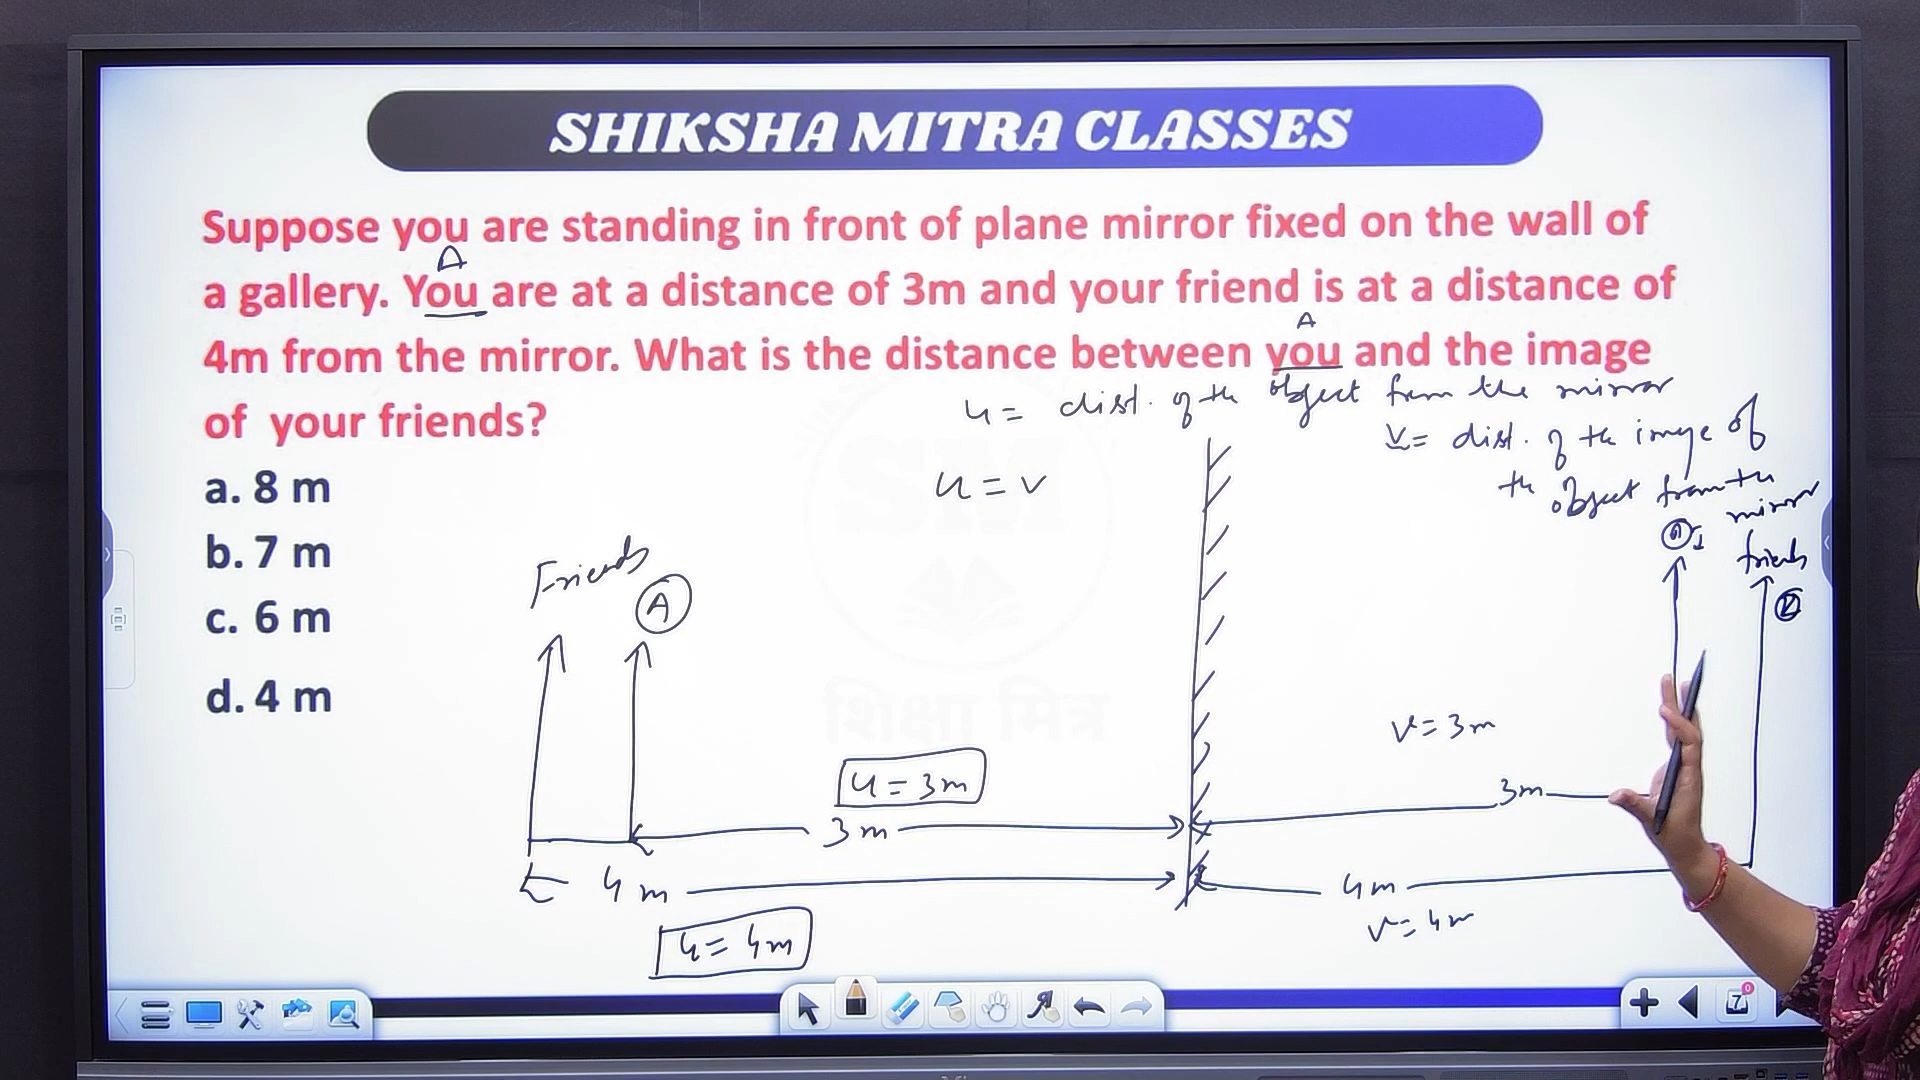 SHIKSHA MITRA CLASSES
Suppose you are standing in front of plane mirror fixed on the wall of
A
a gallery. You are at a distance of 3m and your friend is at a distance of
A
4m from the mirror. What is the distance between you and the image
of your friends?
u = dist. of the object from the mirror
v = dist. of the image of
the object from the
mirror
a. 8 m
u = v
b. 7 m
c. 6 m
d. 4 m
Friends
A
friends
शिक्षा मित्र
v = 3m
u = 3m
3m
3m
4m
4m
v = 4m
u = 4m
7
0